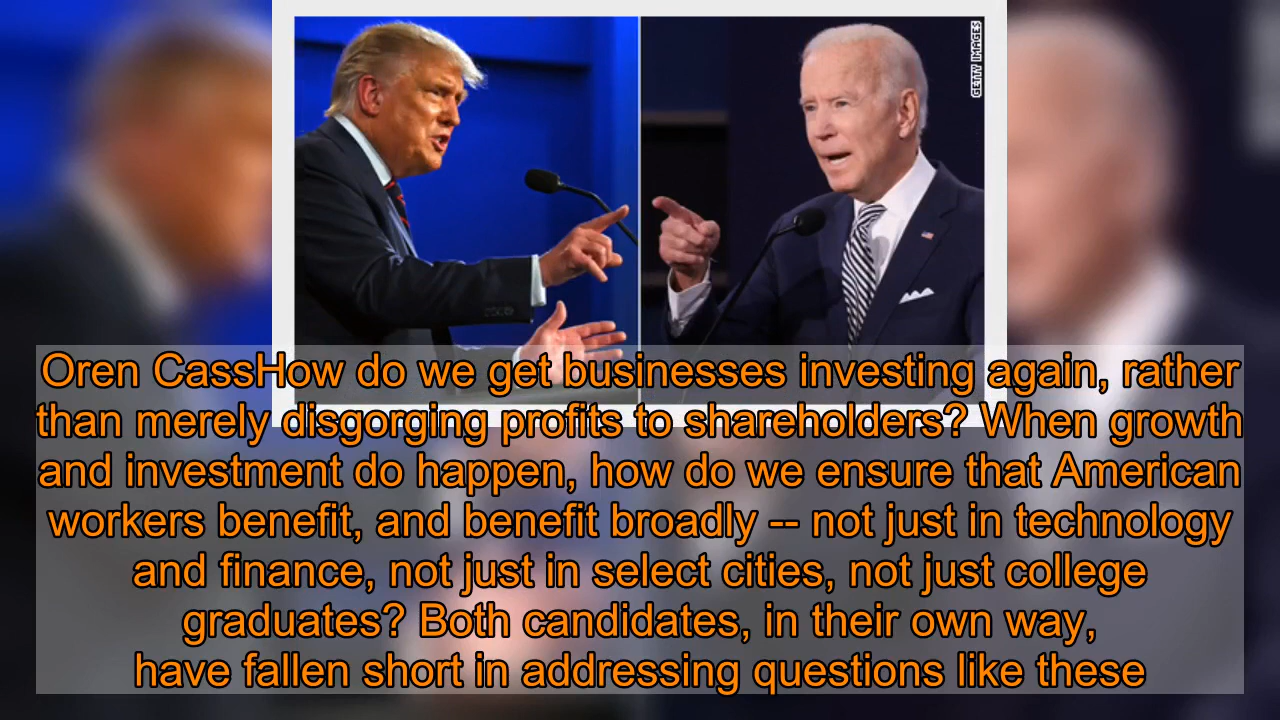 GETTY IMAGES
Oren CassHow do we get businesses investing again, rather
than merely disgorging profits to shareholders? When growth
and investment do happen, how do we ensure that American
workers benefit, and benefit broadly -- not just in technology
and finance, not just in select cities, not just college
graduates? Both candidates, in their own way,
have fallen short in addressing questions like these